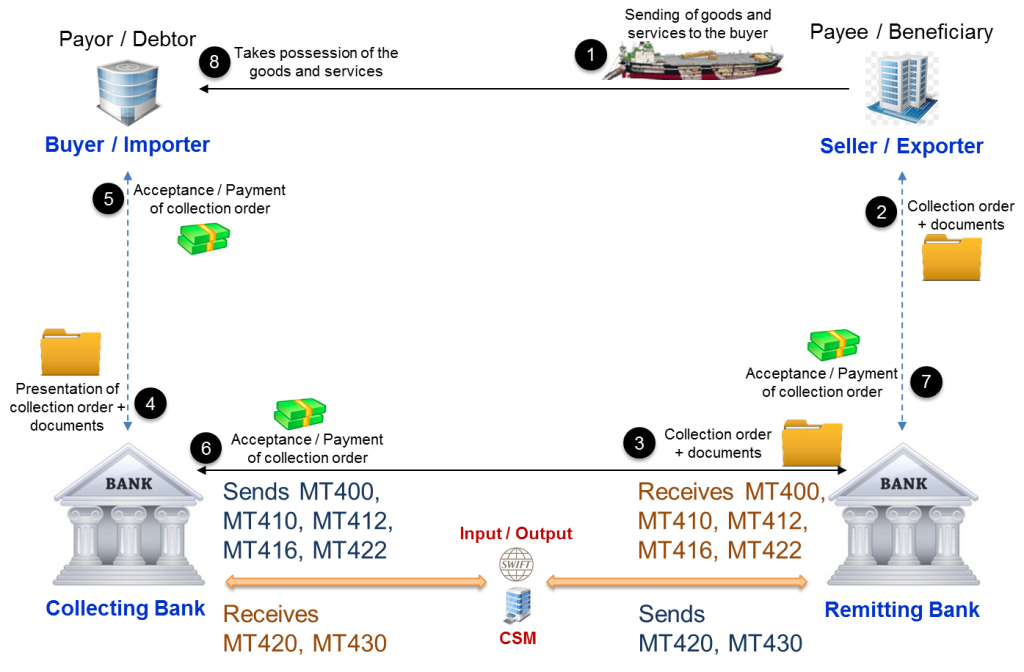 Payor / Debtor
Buyer / Importer
8
Takes possession of the
goods and services
1
Sending of goods and
services to the buyer
Payee / Beneficiary
Seller / Exporter
5
Acceptance / Payment
of collection order
2
Collection order
+ documents
Presentation of
collection order +
documents
4
Acceptance / Payment
of collection order
7
6
Acceptance / Payment
of collection order
3
Collection order
+ documents
BANK
Collecting Bank
Sends MT400,
MT410, MT412,
MT416, MT422
Receives
MT420, MT430
Input / Output
SWIFT
CSM
Receives MT400,
MT410, MT412,
MT416, MT422
Sends
MT420, MT430
BANK
Remitting Bank